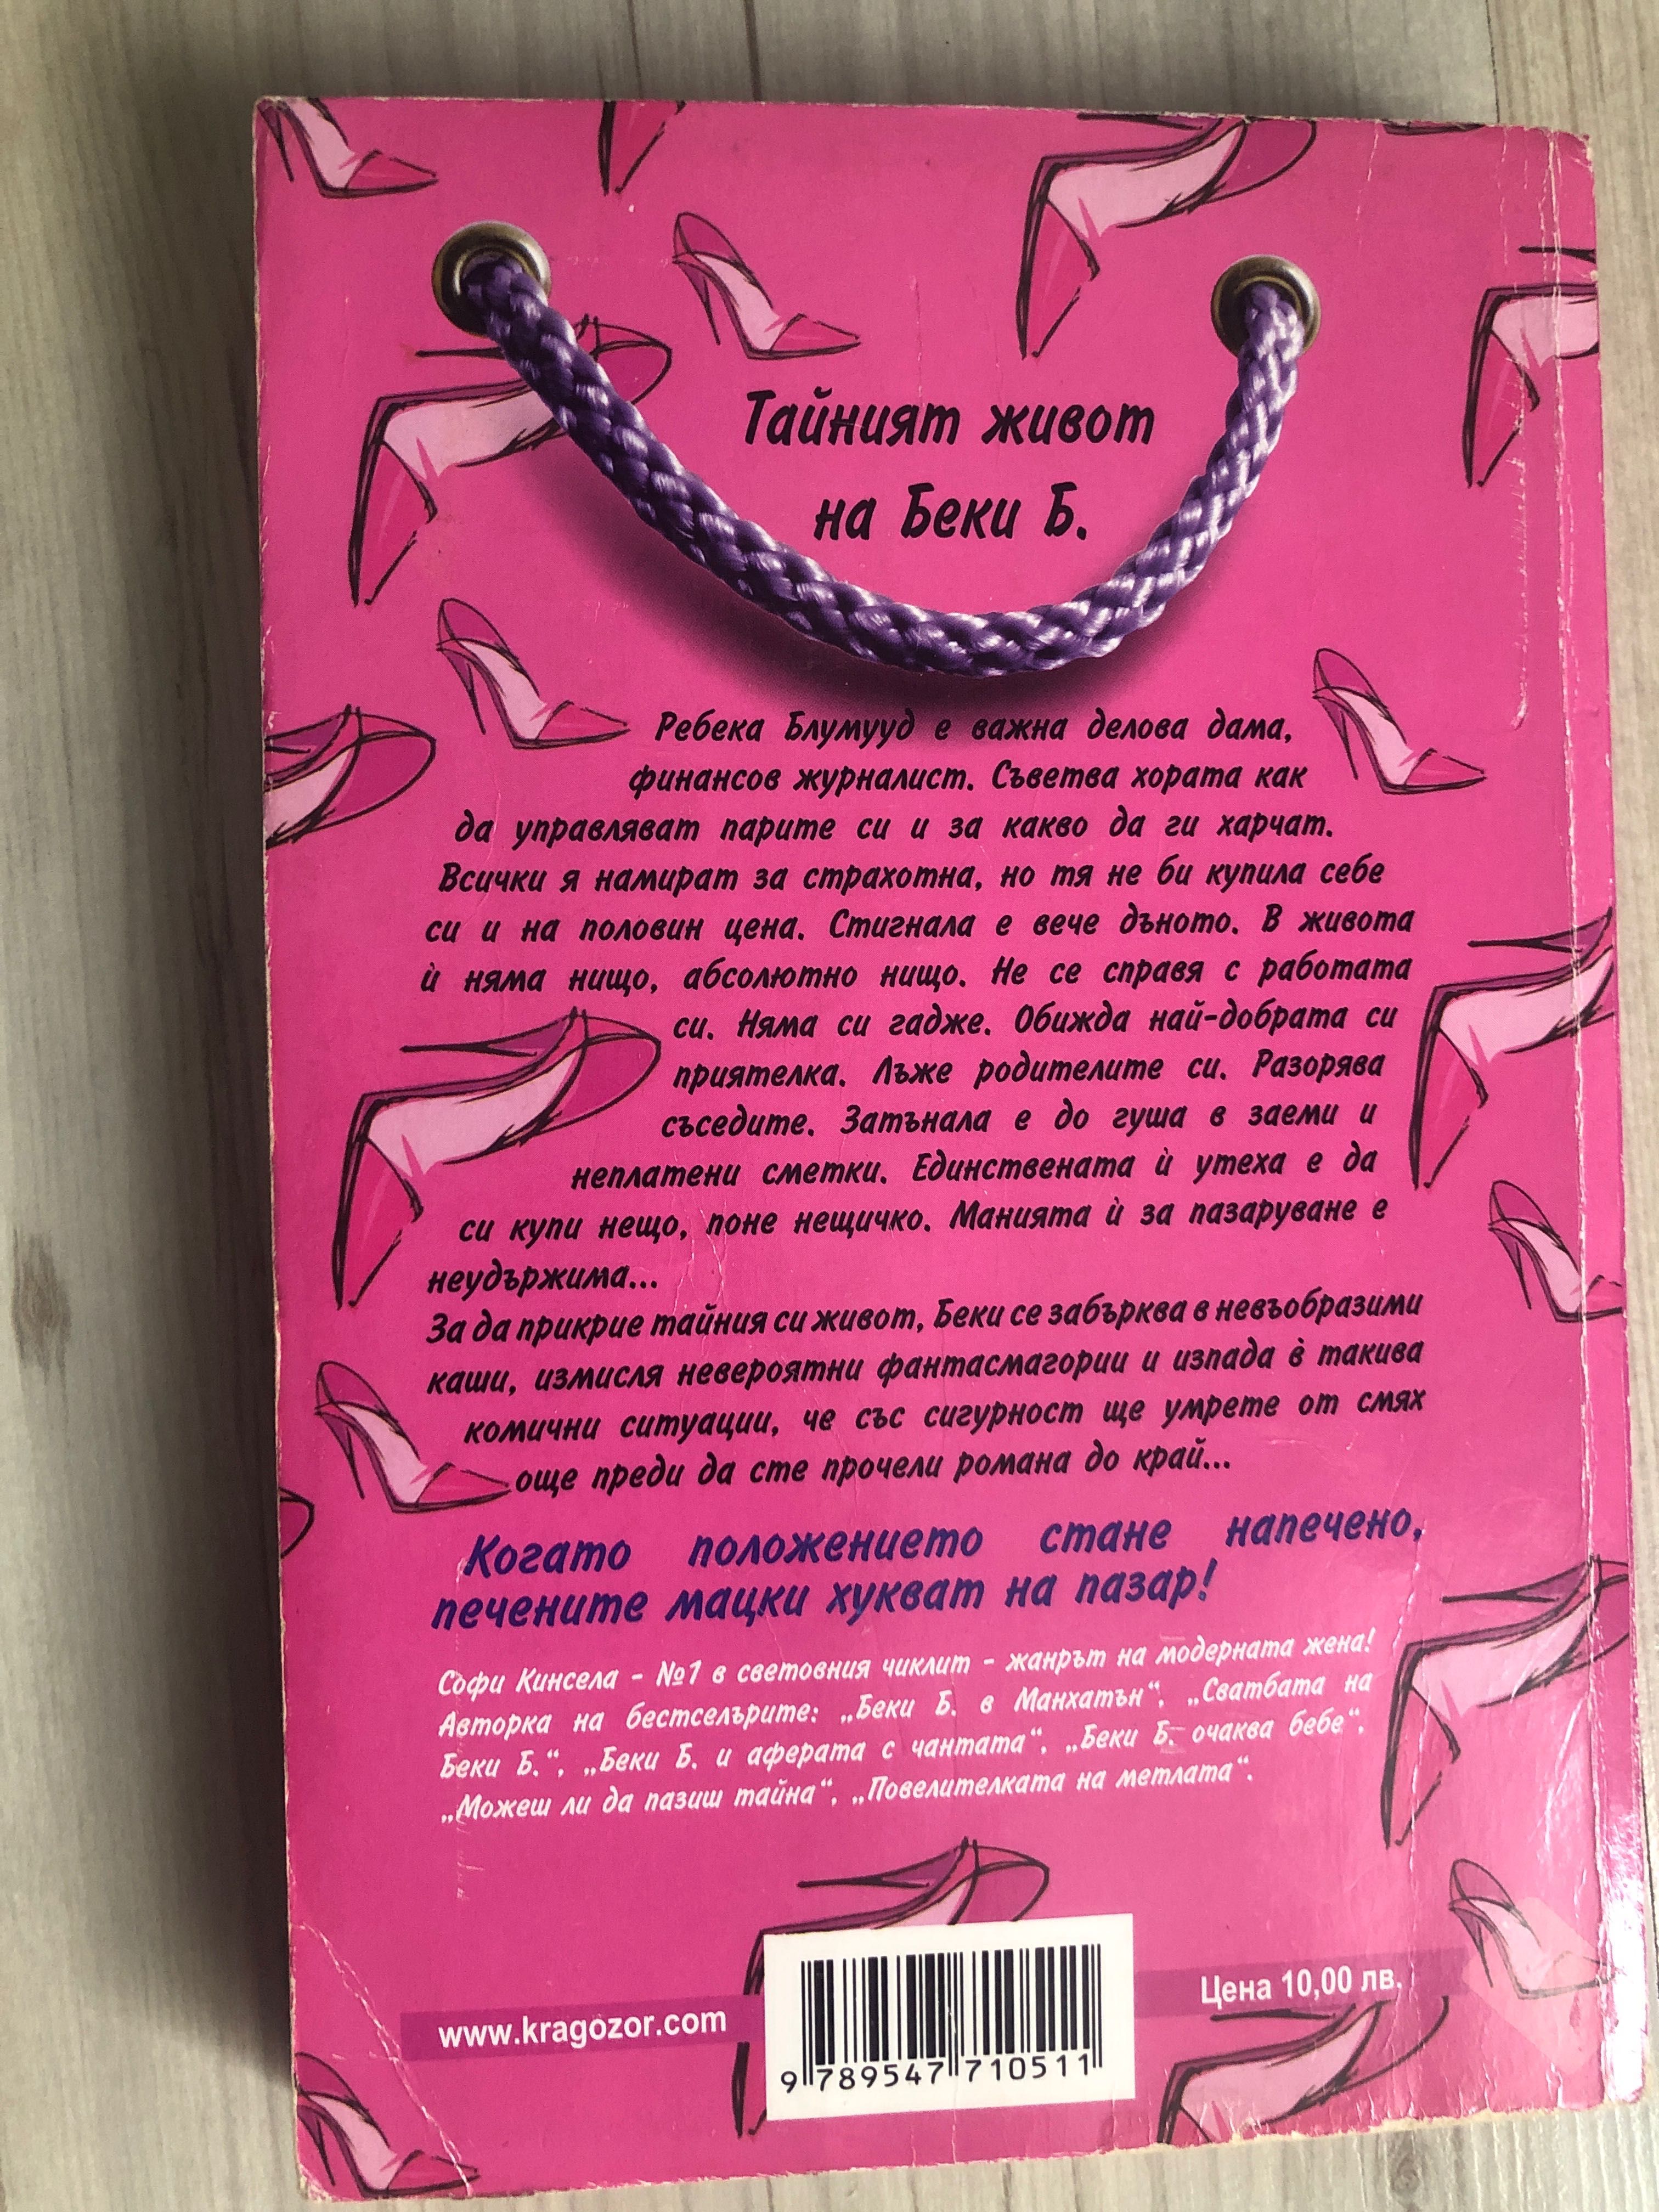 Тайният живот
на Беки Б.
Ребека Блумууд е важна делова дама,
финансов журналист. Съветва хората как
да управляват парите си и за какво да ги харчат.
Всички я намират за страхотна, но тя не би купила себе
си и на половин цена. Стигнала е вече дъното. В живота
ѝ няма нищо, абсолютно нищо. Не се справя с работата
си. Няма си гадже. Обижда най-добрата си
приятелка. Лъже родителите си. Разорява
съседите. Затънала е до гуша в заеми и
неплатени сметки. Единствената ѝ утеха е да
си купи нещо, поне нещичко. Манията ѝ за пазаруване е
неудържима...
За да прикрие тайния си живот, Беки се забърква в невъобразими
каши, измисля невероятни фантасмагории и изпада в такива
комични ситуации, че със сигурност ще умрете от смях
още преди да сте прочели романа до край...
Когато положението стане напечено,
печените мацки хукват на пазар!
Софи Кинсела - №1 в световния чиклит - жанрът на модерната жена!
Авторка на бестселърите: „Беки Б. в Манхатън“, „Сватбата на
Беки Б.“, „Беки Б. и аферата с чантата“, „Беки Б. очаква бебе“,
„Можеш ли да пазиш тайна“, „Повелителката на метлата“.
www.kragozor.com
Цена 10,00 лв.
9 789547 710511